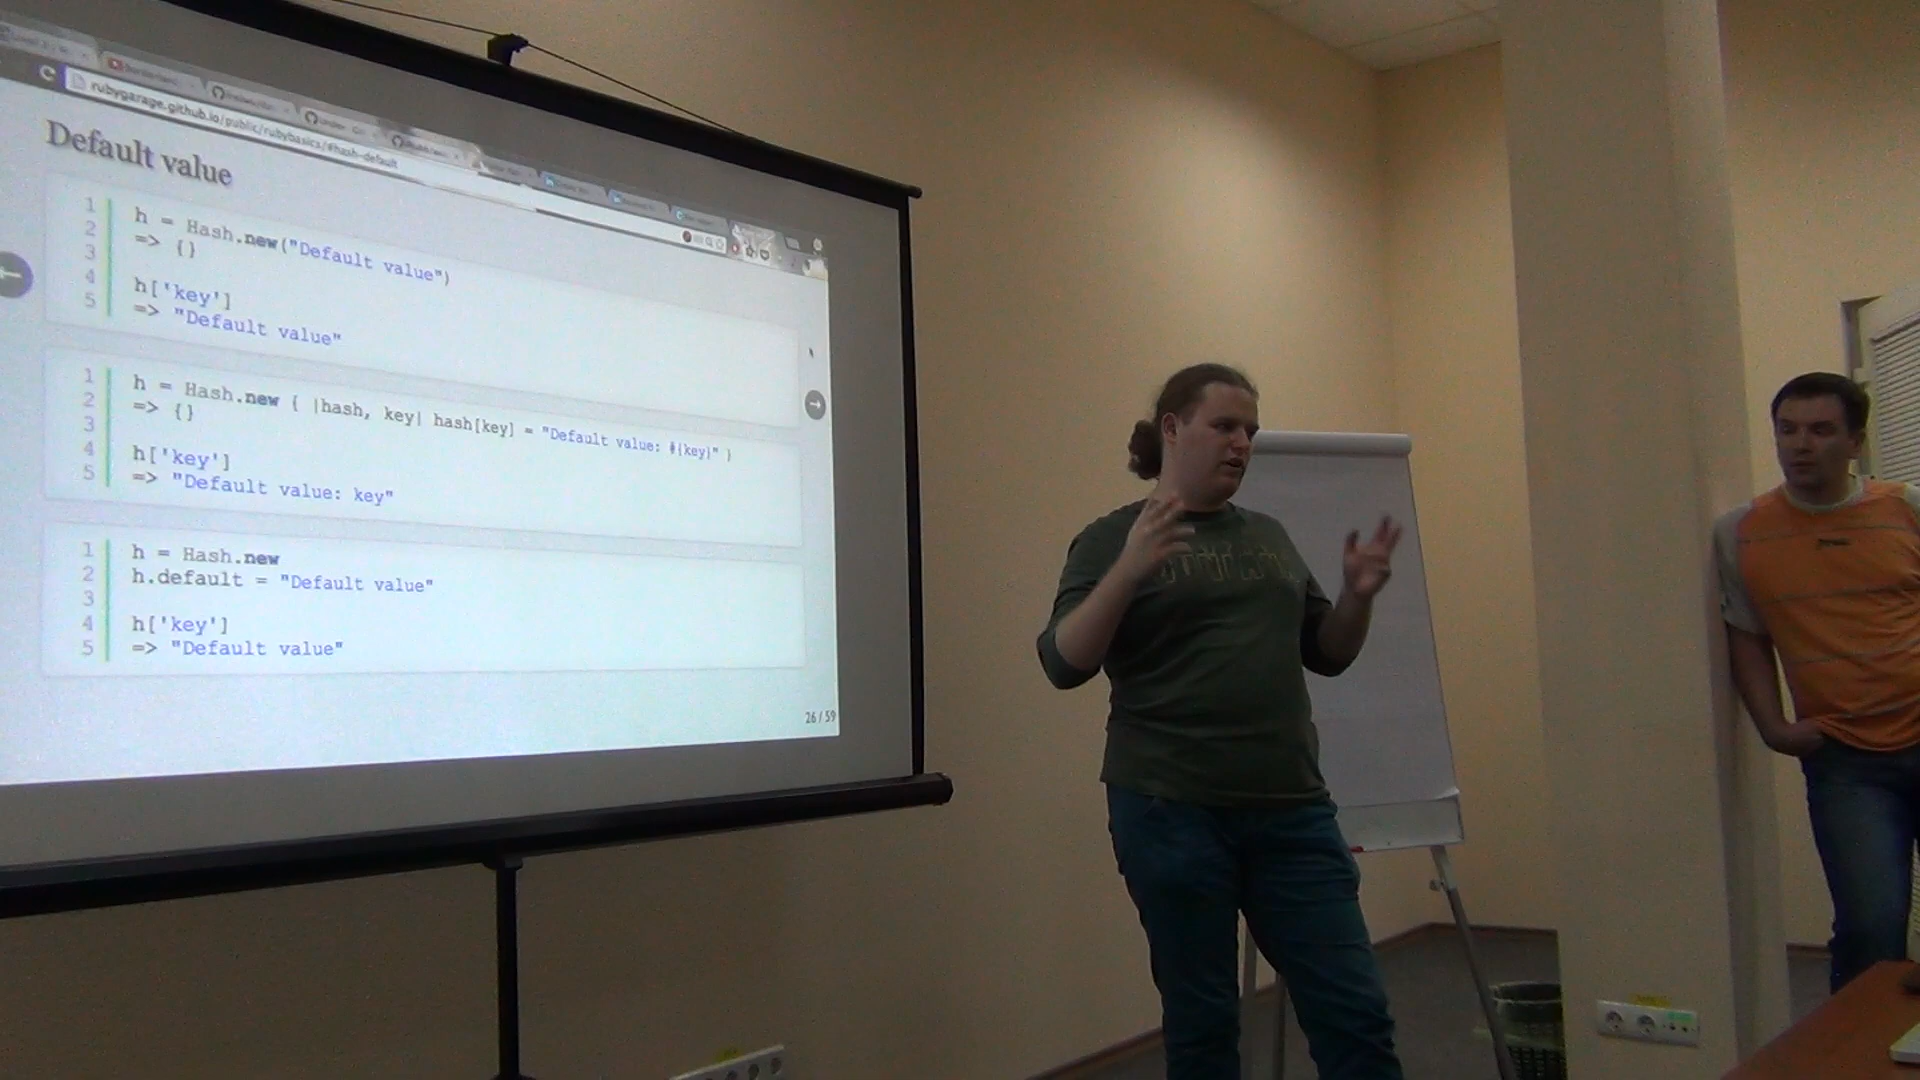 rubygarage.github.io/public/rubybasics/#hash-default
Default value
1 h = Hash.new("Default value")
2 => {}
3
4 h['key']
5 => "Default value"
1 h = Hash.new { |hash, key| hash[key] = "Default value: #{key}" }
2 => {}
3
4 h['key']
5 => "Default value: key"
1 h = Hash.new
2 h.default = "Default value"
3
4 h['key']
5 => "Default value"
26 / 59